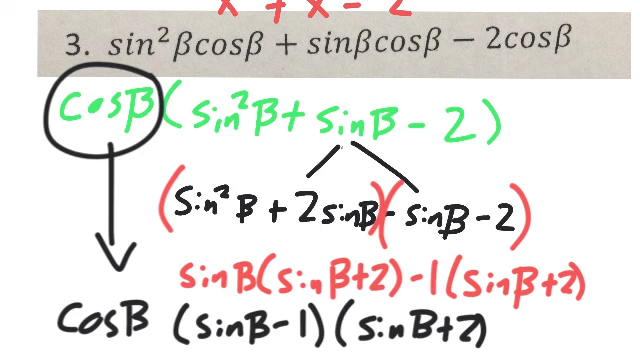 x + x - 2
3. sin²βcosβ + sinβcosβ − 2cosβ
cosβ(sin²β + sinβ - 2)
(sin²β + 2sinβ)(- sinβ - 2)
sinβ(sinβ+2) -1(sinβ+2)
cosβ (sinβ-1)(sinβ+2)